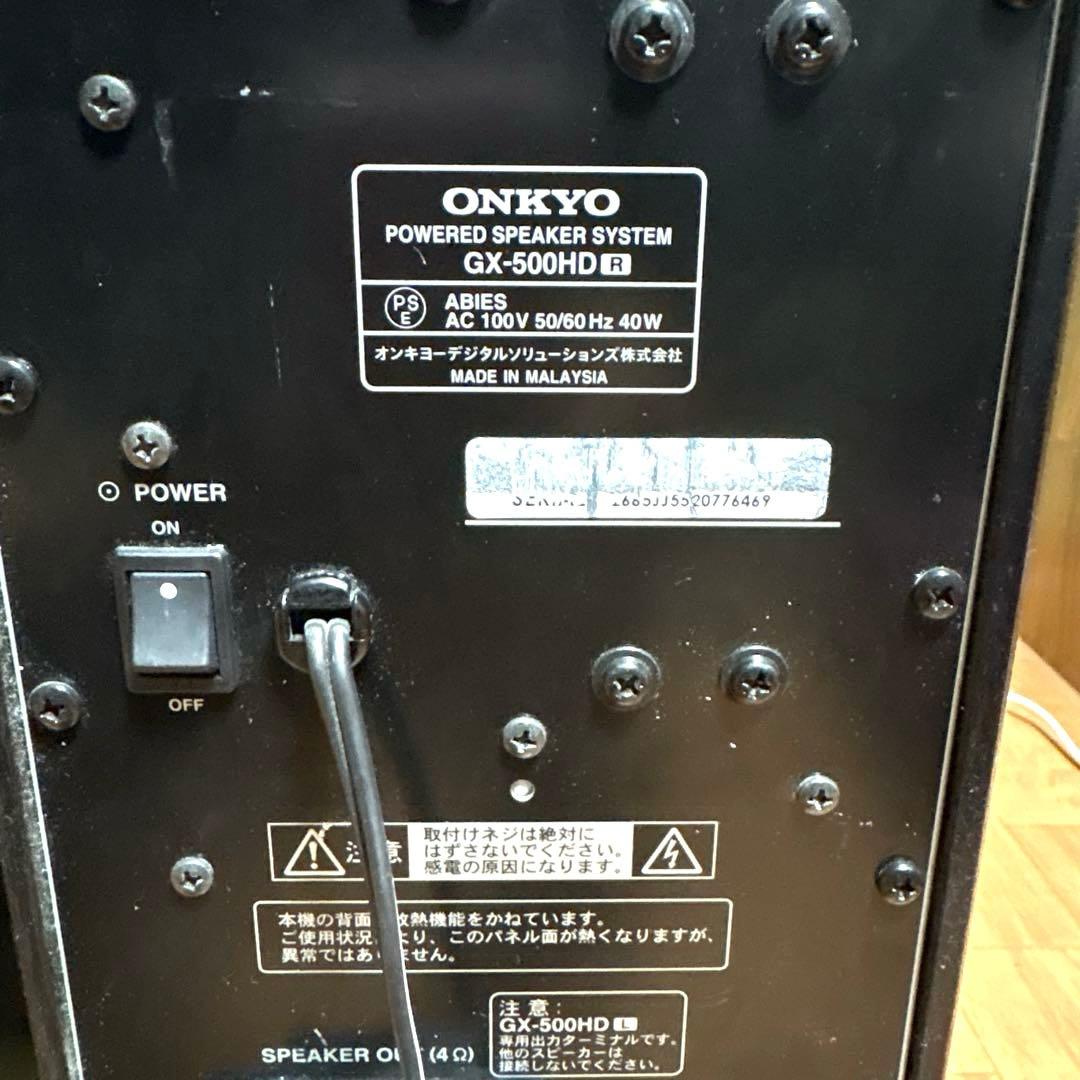 ONKYO
POWERED SPEAKER SYSTEM
GX-500HD R
PS E
ABIES
AC 100V 50/60Hz 40W
オンキヨーデジタルソリューションズ株式会社
MADE IN MALAYSIA
5520776469
POWER
ON
OFF
注意
取付けネジは絶対に
はずさないでください。
感電の原因になります。
本機の背面 放熱機能をかねています。
ご使用状況 より、このパネル面が熱くなりますが、
異常ではあ ません。
注意:
GX-500HD L
専用出力ターミナルです。
他のスピーカーは
接続しないでください。
SPEAKER OUT (4Ω)